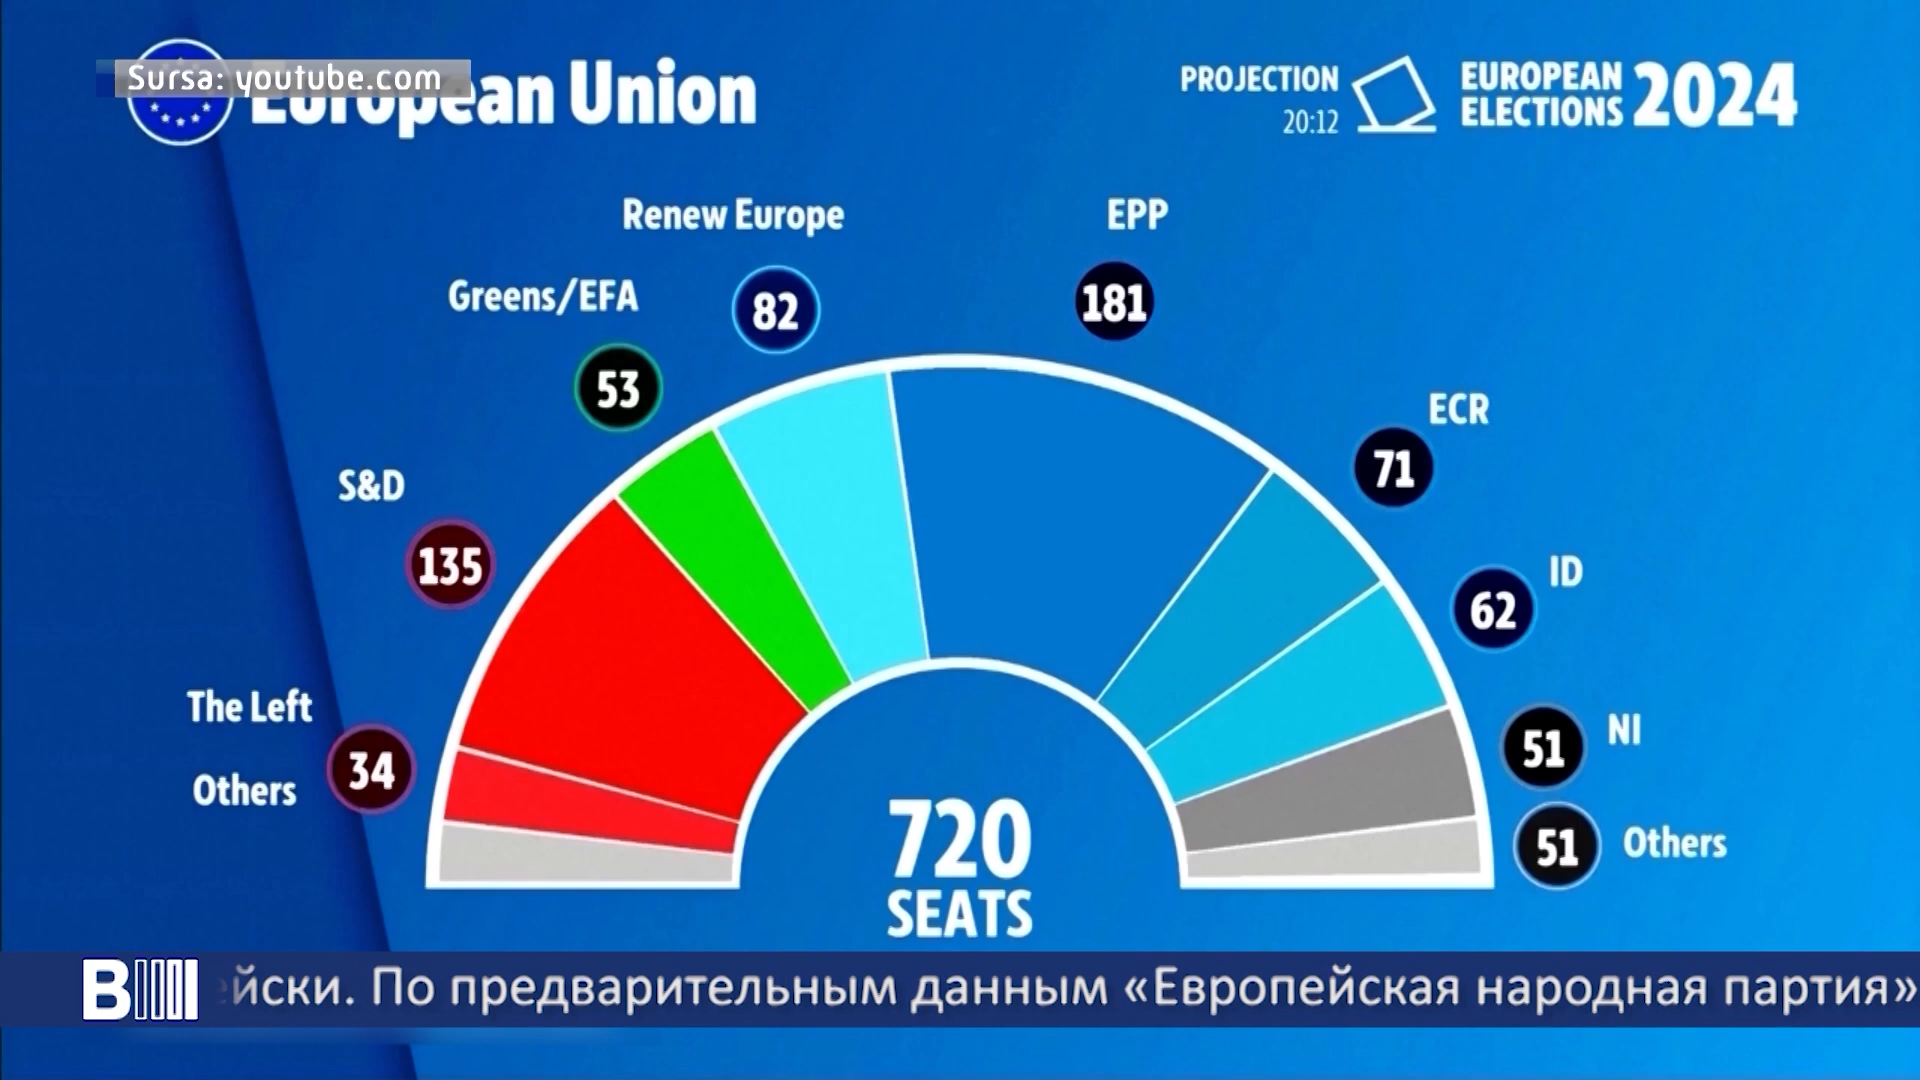 Sursa: youtube.com
European Union
PROJECTION
20:12
EUROPEAN
ELECTIONS 2024
Renew Europe
82
EPP
181
Greens/EFA
53
ECR
71
S&D
135
ID
62
The Left
34
Others
NI
51
Others
51
720
SEATS
йски. По предварительным данным «Европейская народная партия»